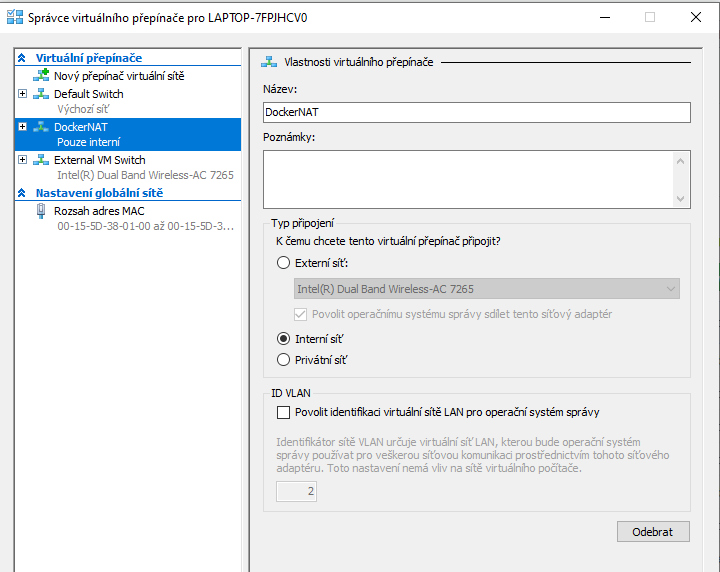 Správce virtuálního přepínače pro LAPTOP-7FPJHCV0
Virtuální přepínače
Nový přepínač virtuální sítě
Default Switch
Výchozí síť
DockerNAT
Pouze interní
External VM Switch
Intel(R) Dual Band Wireless-AC 7265
Nastavení globální sítě
Rozsah adres MAC
00-15-5D-38-01-00 až 00-15-5D-3...
Vlastnosti virtuálního přepínače
Název:
DockerNAT
Poznámky:
Typ připojení
K čemu chcete tento virtuální přepínač připojit?
Externí síť:
Intel(R) Dual Band Wireless-AC 7265
Povolit operačnímu systému správy sdílet tento síťový adaptér
Interní síť
Privátní síť
ID VLAN
Povolit identifikaci virtuální sítě LAN pro operační systém správy
Identifikátor sítě VLAN určuje virtuální síť LAN, kterou bude operační systém
správy používat pro veškerou síťovou komunikaci prostřednictvím tohoto síťového
adaptéru. Toto nastavení nemá vliv na sítě virtuálního počítače.
2
Odebrat